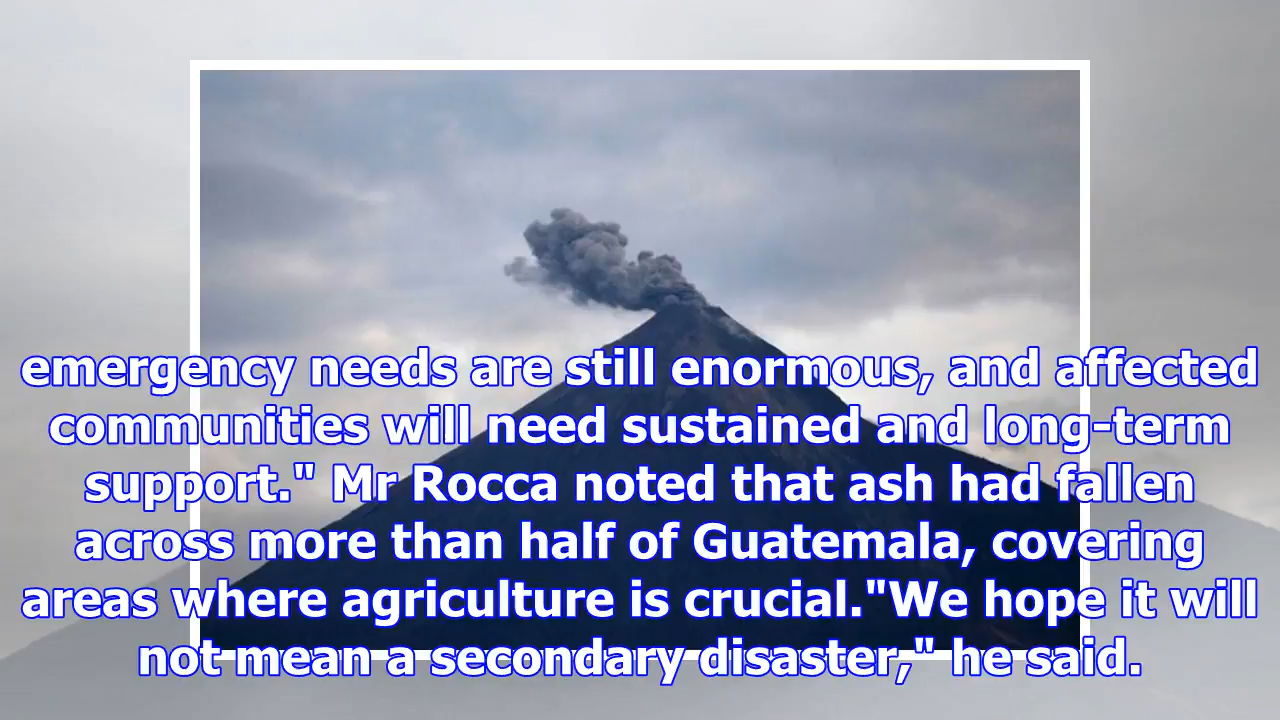 emergency needs are still enormous, and affected
communities will need sustained and long-term
support." Mr Rocca noted that ash had fallen
across more than half of Guatemala, covering
areas where agriculture is crucial."We hope it will
not mean a secondary disaster," he said.